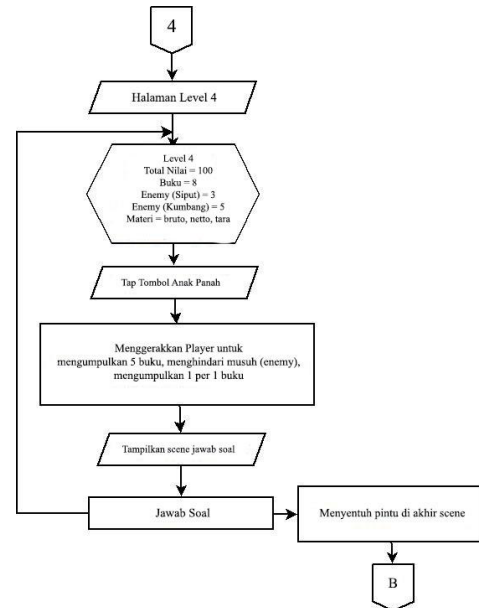 4
Halaman Level 4
Level 4
Total Nilai = 100
Buku = 8
Enemy (Siput) = 3
Enemy (Kumbang) = 5
Materi = bruto, netto, tara
Tap Tombol Anak Panah
Menggerakkan Player untuk
mengumpulkan 5 buku, menghindari musuh (enemy),
mengumpulkan 1 per 1 buku
Tampilkan scene jawab soal
Jawab Soal
Menyentuh pintu di akhir scene
B